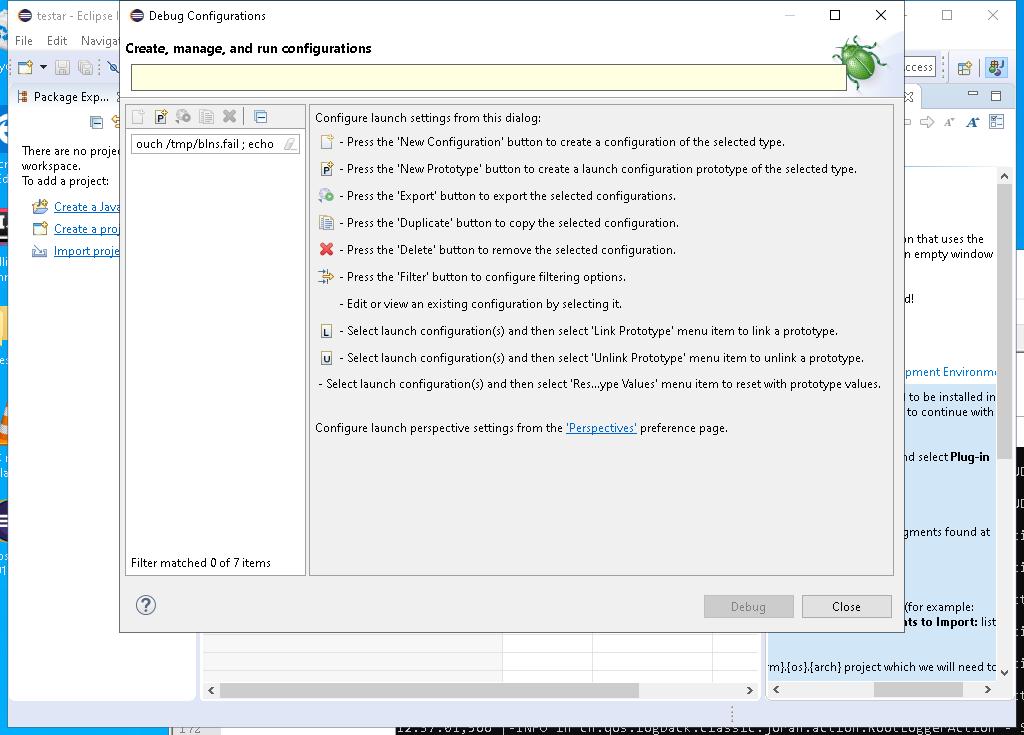 testar - Eclipse I
File Edit Navigat
Debug Configurations
Create, manage, and run configurations
ccess
Package Exp...
There are no projec
workspace.
To add a project:
Create a Java
Create a proj
Import proje
ouch /tmp/blns.fail ; echo
Filter matched 0 of 7 items
Configure launch settings from this dialog:
- Press the 'New Configuration' button to create a configuration of the selected type.
P - Press the 'New Prototype' button to create a launch configuration prototype of the selected type.
- Press the 'Export' button to export the selected configurations.
- Press the 'Duplicate' button to copy the selected configuration.
- Press the 'Delete' button to remove the selected configuration.
- Press the 'Filter' button to configure filtering options.
- Edit or view an existing configuration by selecting it.
L - Select launch configuration(s) and then select 'Link Prototype' menu item to link a prototype.
U - Select launch configuration(s) and then select 'Unlink Prototype' menu item to unlink a prototype.
- Select launch configuration(s) and then select 'Res...ype Values' menu item to reset with prototype values.
Configure launch perspective settings from the 'Perspectives' preference page.
Debug
Close
on that uses the
n empty window
d!
pment Environme
to be installed in
to continue with
nd select Plug-in
gments found at
(for example:
nts to Import: list
rm}.{os}.{arch} project which we will need to
172
12:57:01,568 |-INFO in ch.qos.logback.classic.joran.action.RootLoggerAction - s